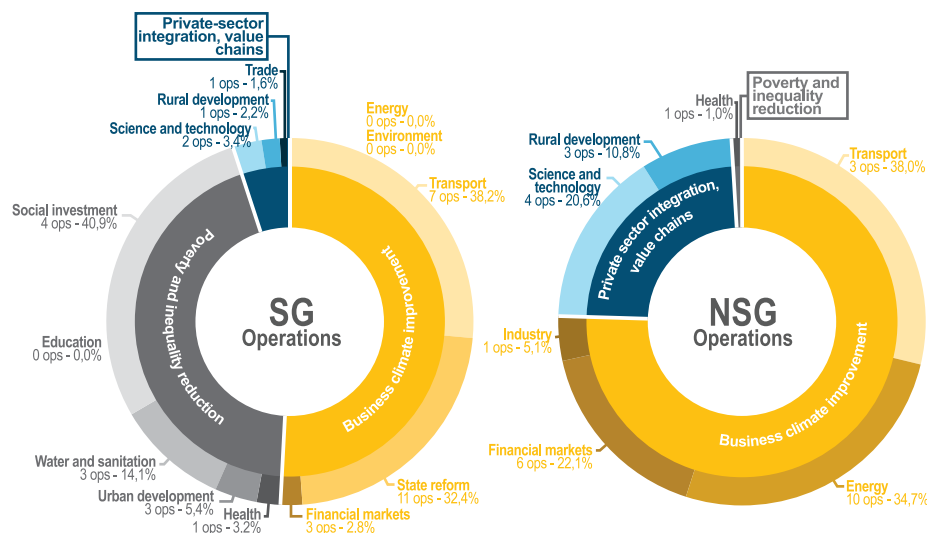 Private-sector
integration, value
chains
Trade
1 ops - 1,6%
Rural development
1 ops - 2,2%
Science and technology
2 ops - 3,4%
Energy
0 ops - 0,0%
Environment
0 ops - 0,0%
Transport
7 ops - 38,2%
Social investment
4 ops - 40,9%
Education
0 ops - 0,0%
Water and sanitation
3 ops - 14,1%
Urban development
3 ops - 5,4%
Health
1 ops - 3.2%
Financial markets
3 ops - 2.8%
State reform
11 ops - 32,4%
Poverty and inequality reduction
Business climate improvement
SG
Operations
Poverty and
inequality
reduction
Health
1 ops - 1,0%
Rural development
3 ops - 10,8%
Science and
technology
4 ops - 20,6%
Transport
3 ops - 38,0%
Industry
1 ops - 5,1%
Financial markets
6 ops - 22,1%
Energy
10 ops - 34,7%
Private sector integration,
value chains
Business climate improvement
NSG
Operations